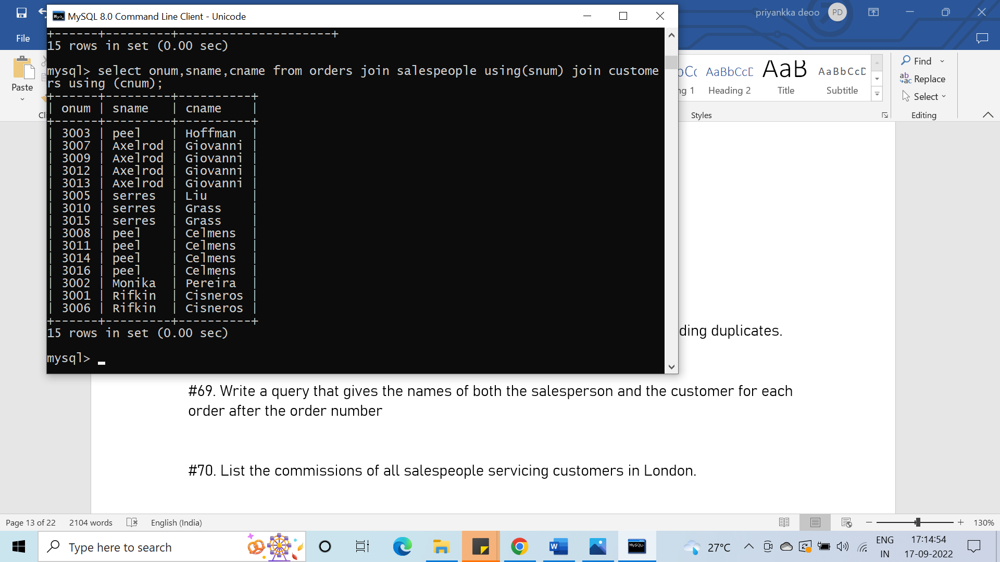 priyankka deoo
PD
MySQL 8.0 Command Line Client - Unicode
File
+------+---------+---------------------+
15 rows in set (0.00 sec)
mysql> select onum,sname,cname from orders join salespeople using(snum) join custome
rs using (cnum);
+------+---------+----------+
| onum | sname   | cname    |
+------+---------+----------+
| 3003 | peel    | Hoffman  |
| 3007 | Axelrod | Giovanni |
| 3009 | Axelrod | Giovanni |
| 3012 | Axelrod | Giovanni |
| 3013 | Axelrod | Giovanni |
| 3005 | serres  | Liu      |
| 3010 | serres  | Grass    |
| 3015 | serres  | Grass    |
| 3008 | peel    | Celmens  |
| 3011 | peel    | Celmens  |
| 3014 | peel    | Celmens  |
| 3016 | peel    | Celmens  |
| 3002 | Monika  | Pereira  |
| 3001 | Rifkin  | Cisneros |
| 3006 | Rifkin  | Cisneros |
+------+---------+----------+
15 rows in set (0.00 sec)
mysql>
Paste
Cl
AaBbCcD AaB AaBbCcD
ng 1 Heading 2 Title Subtitle
Styles
Find
Replace
Select
Editing
ding duplicates.
#69. Write a query that gives the names of both the salesperson and the customer for each
order after the order number
#70. List the commissions of all salespeople servicing customers in London.
Page 13 of 22 2104 words English (India) 130%
Type here to search
27°C
ENG
IN
17:14:54
17-09-2022